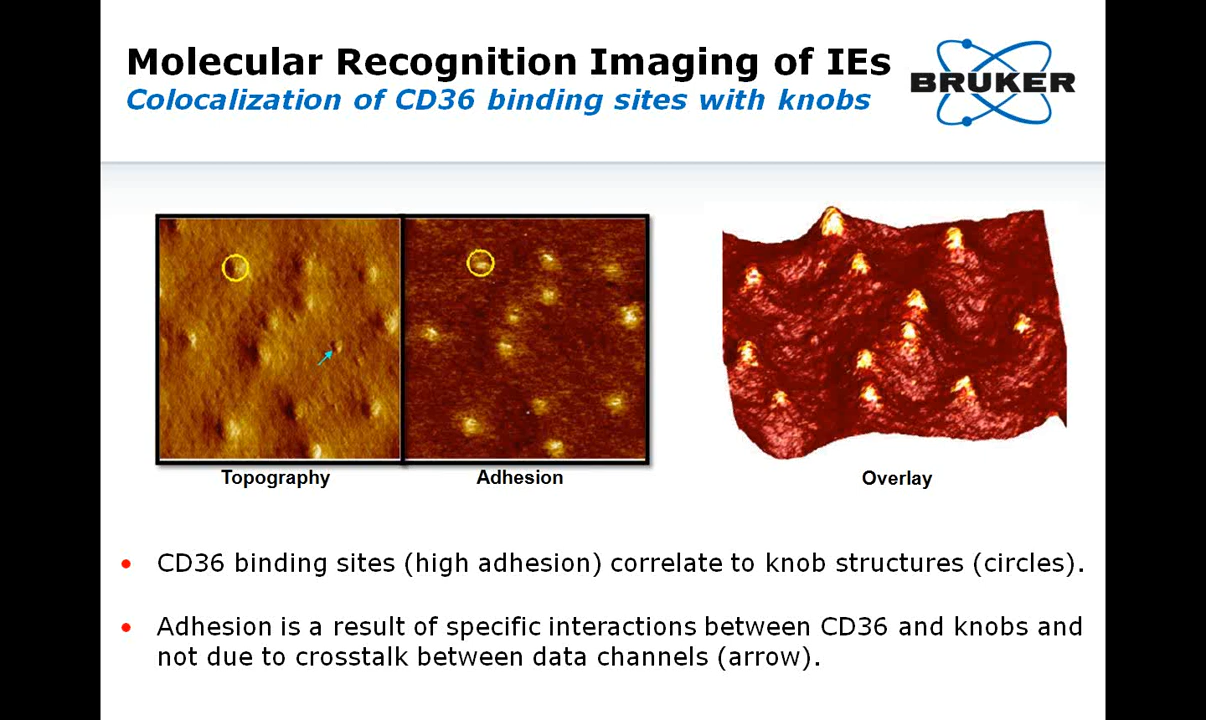 Molecular Recognition Imaging of IEs
Colocalization of CD36 binding sites with knobs
BRUKER
Topography
Adhesion
Overlay
• CD36 binding sites (high adhesion) correlate to knob structures (circles).
• Adhesion is a result of specific interactions between CD36 and knobs and
not due to crosstalk between data channels (arrow).